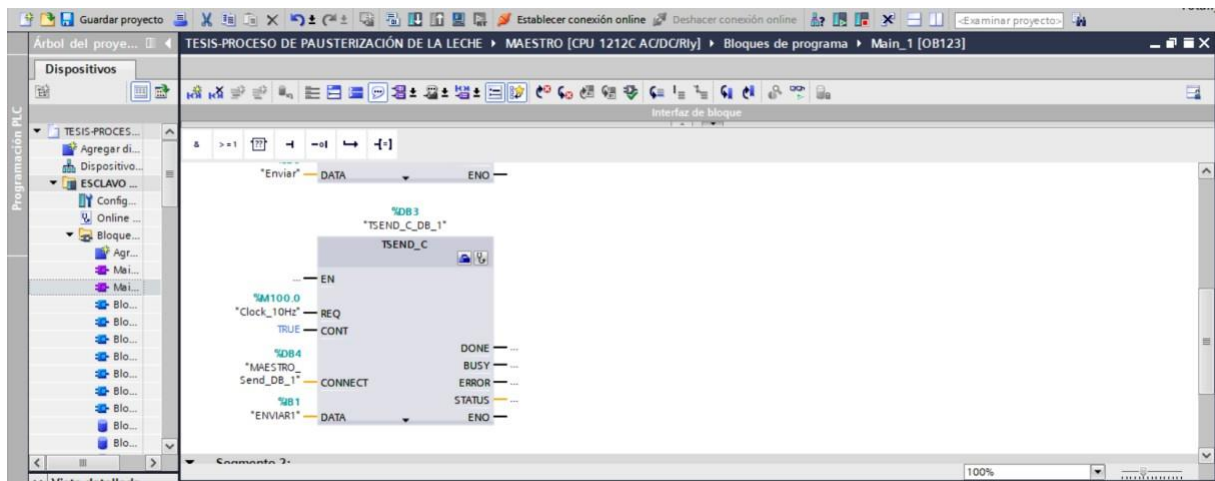 Guardar proyecto
Establecer conexión online
Deshacer conexión online
<Examinar proyecto>
Árbol del proye...
TESIS-PROCESO DE PAUSTERIZACIÓN DE LA LECHE ▸ MAESTRO [CPU 1212C AC/DC/Rly] ▸ Bloques de programa ▸ Main_1 [OB123]
Dispositivos
Programación PLC
Interfaz de bloque
TESIS-PROCES...
Agregar di...
Dispositivo...
ESCLAVO ...
Config...
Online ...
Bloque...
Agr...
Mai...
Mai...
Blo...
Blo...
Blo...
Blo...
Blo...
Blo...
Blo...
Blo...
Blo...
& >=1 ?? -| -o| -[=]
"Enviar" DATA ENO
%DB3
"TSEND_C_DB_1"
TSEND_C
... EN
%M100.0
"Clock_10Hz" REQ
TRUE CONT
DONE ...
%DB4
"MAESTRO_
Send_DB_1" CONNECT
BUSY ...
ERROR ...
STATUS ...
%IB1
"ENVIAR1" DATA ENO
Segmento 2:
100%